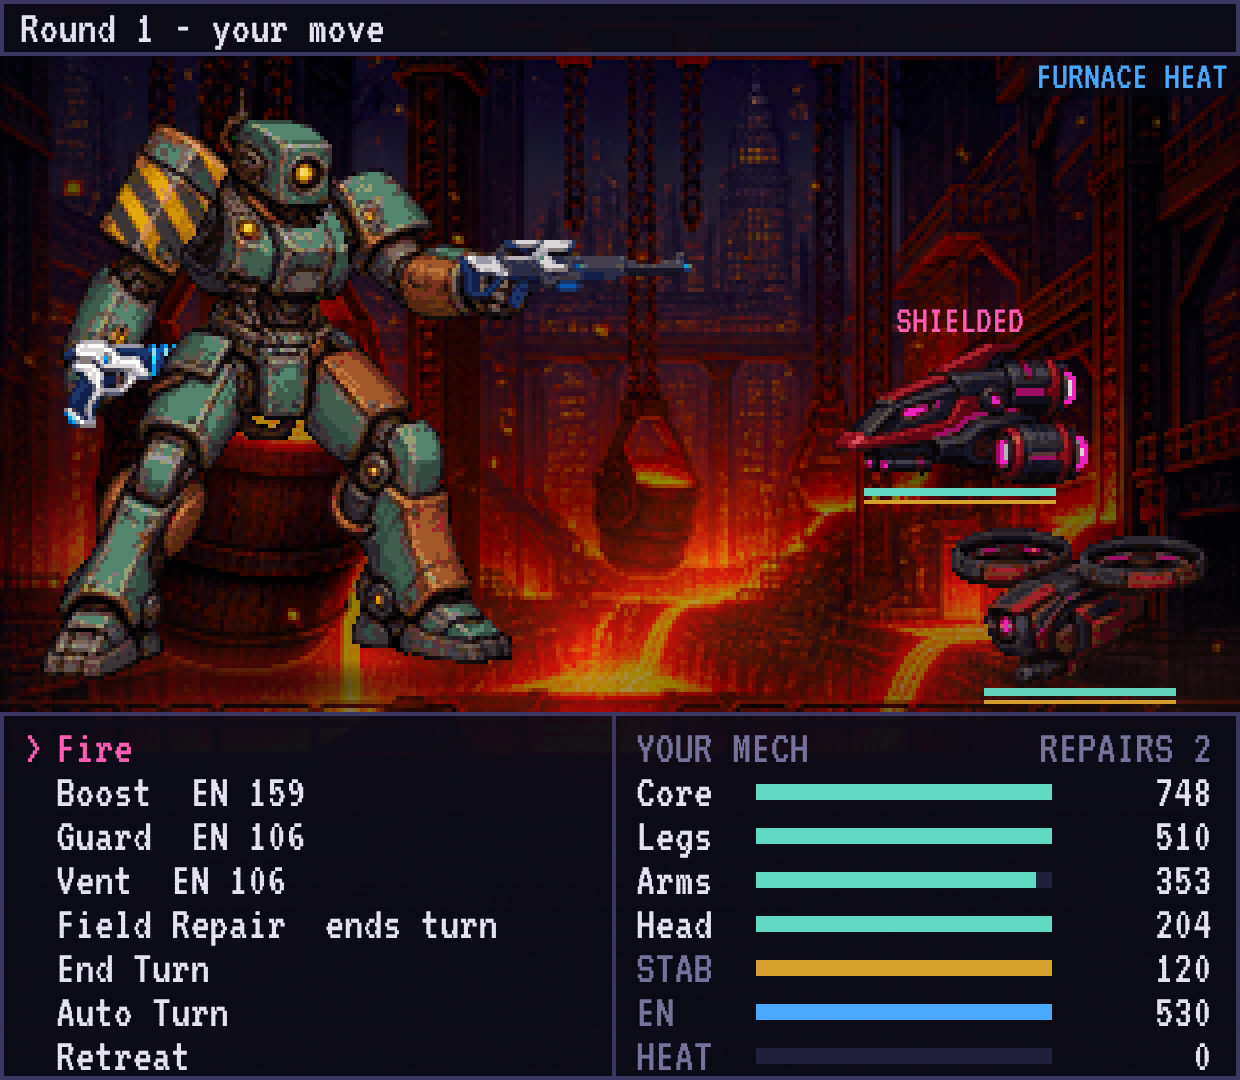 Round 1 - your move
FURNACE HEAT
SHIELDED
❯ Fire
Boost EN 159
Guard EN 106
Vent EN 106
Field Repair ends turn
End Turn
Auto Turn
Retreat
YOUR MECH REPAIRS 2
Core 748
Legs 510
Arms 353
Head 204
STAB 120
EN 530
HEAT 0